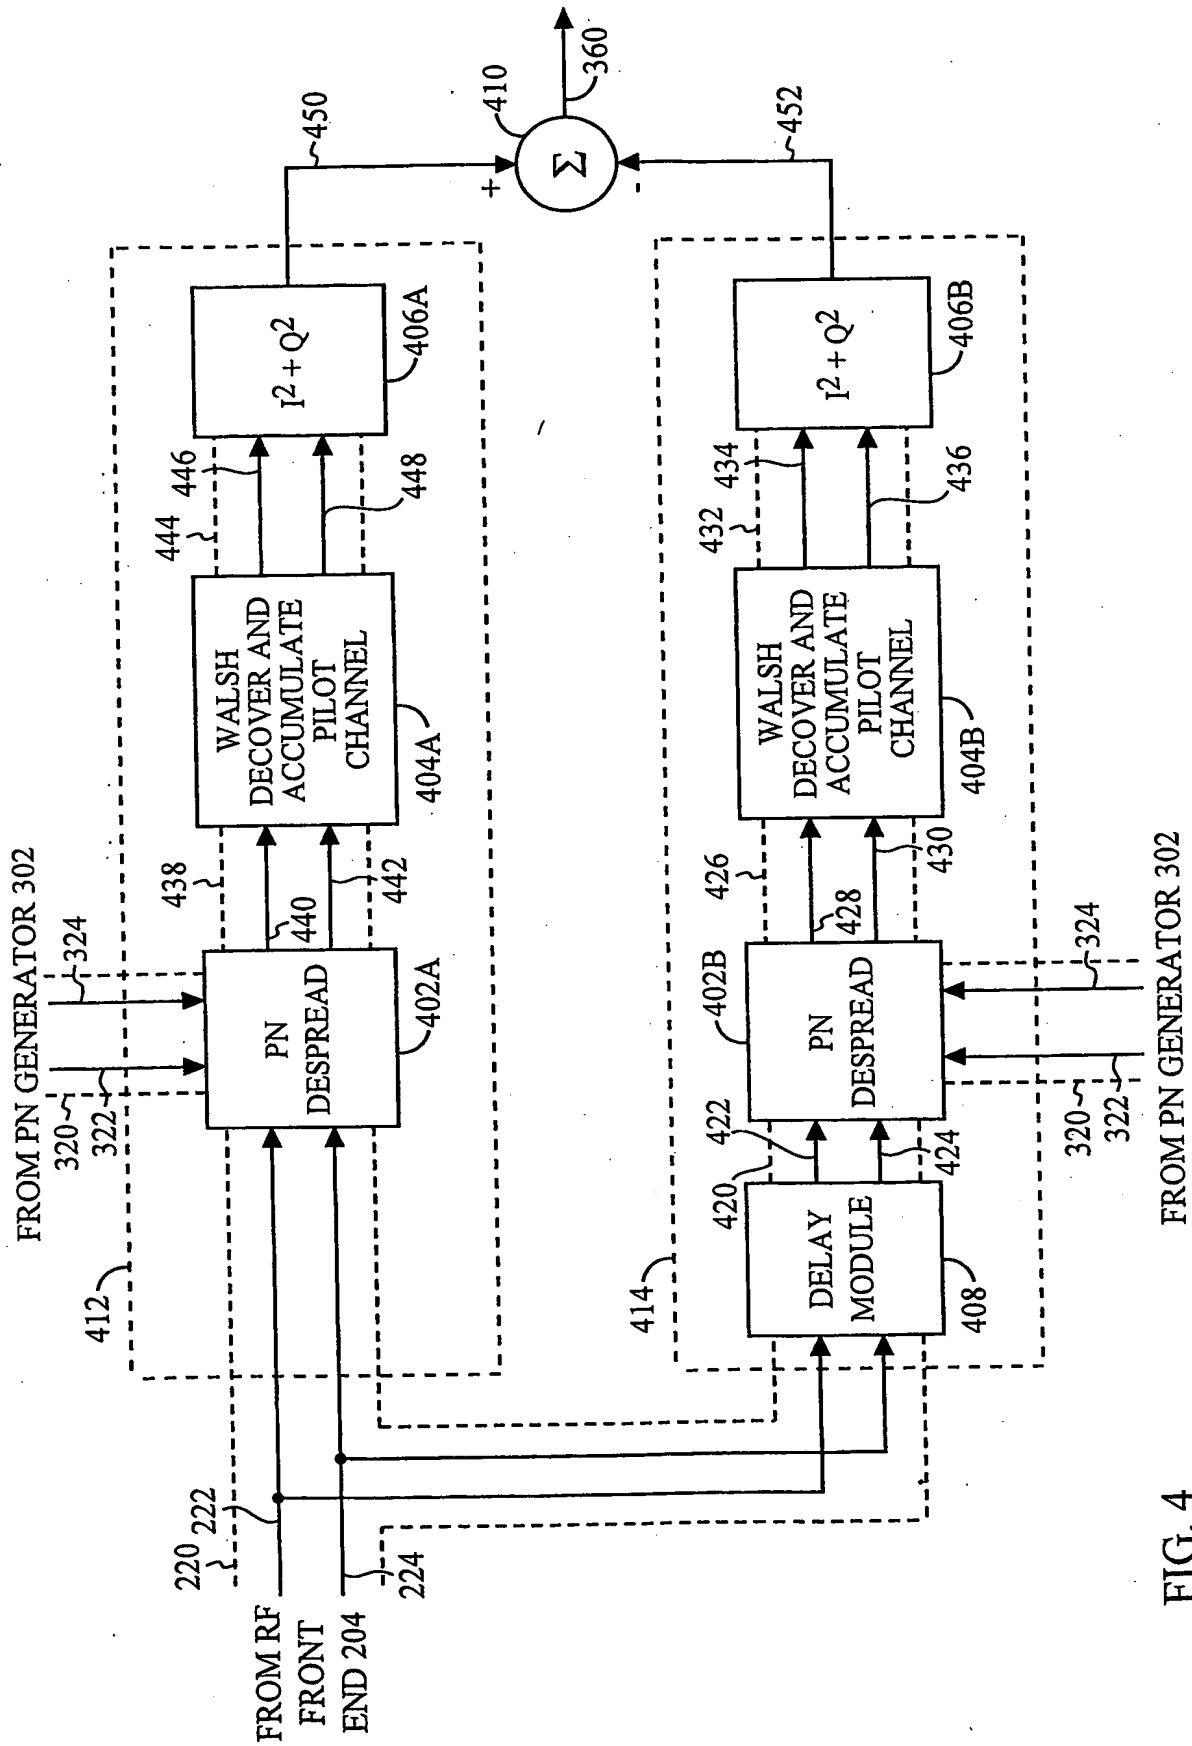 FROM PN GENERATOR 302
320
322
324
412
438
440
442
444
446
448
450
PN
DESPREAD
402A
WALSH
DECOVER AND
ACCUMULATE
PILOT
CHANNEL
404A
I² + Q²
406A
+
Σ
410
360
-
452
220
222
224
FROM RF
FRONT
END 204
414
420
422
424
DELAY
MODULE
408
402B
PN
DESPREAD
426
428
430
WALSH
DECOVER AND
ACCUMULATE
PILOT
CHANNEL
404B
432
434
436
I² + Q²
406B
320
322
324
FROM PN GENERATOR 302
FIG. 4